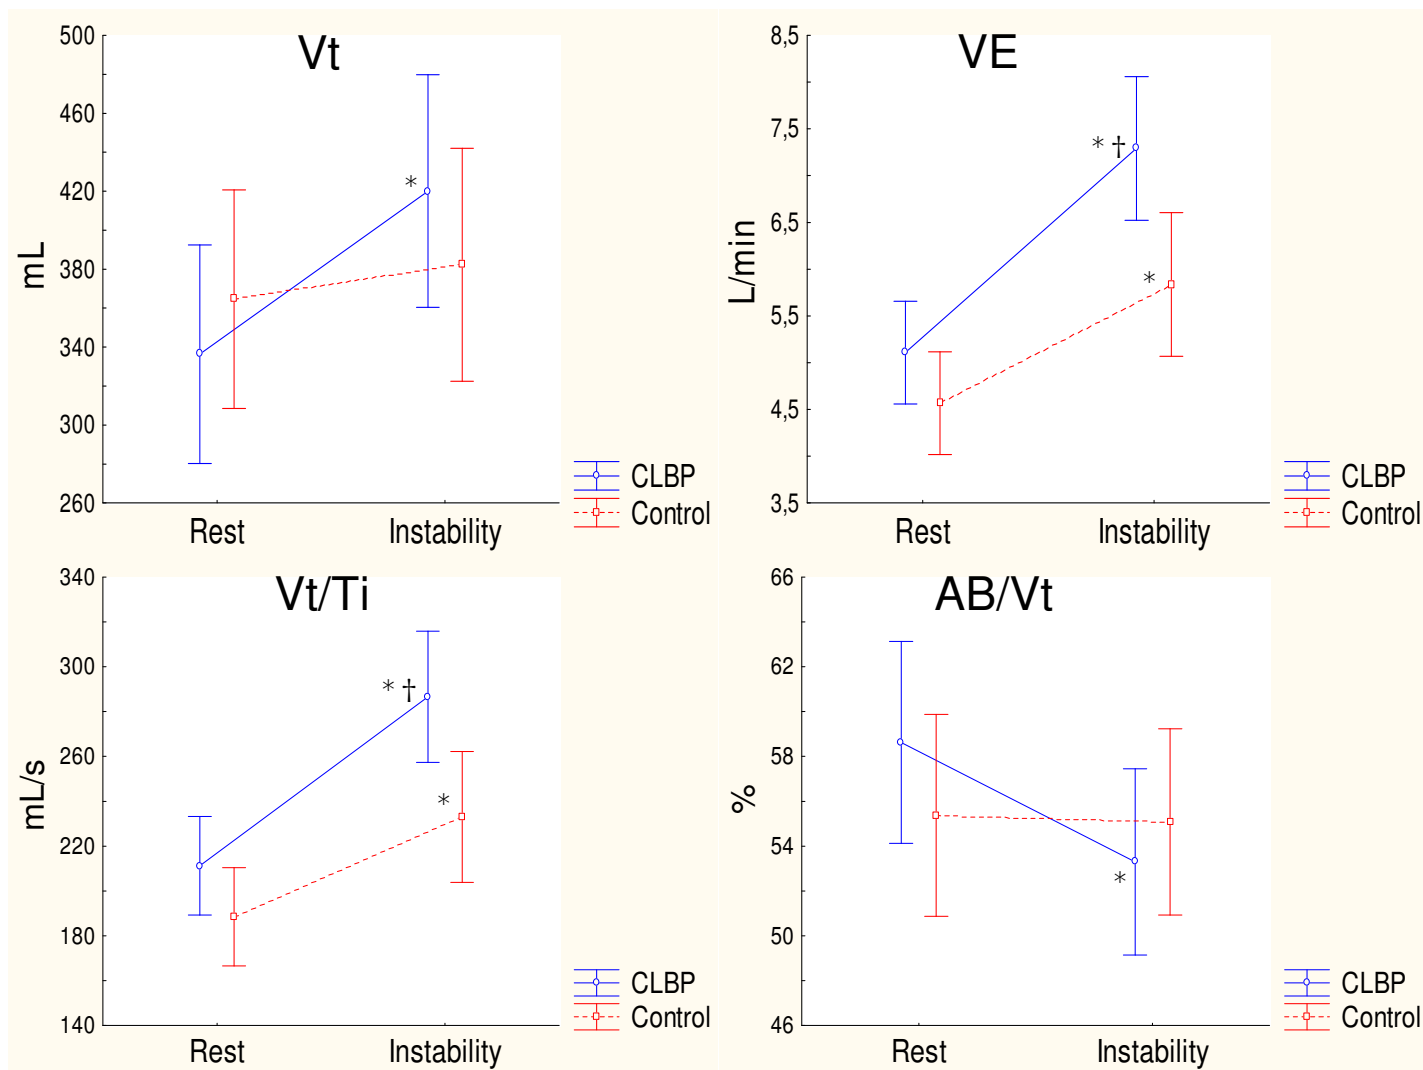 Vt
500
460
420
380
340
300
260
mL
*
Rest
Instability
CLBP
Control
VE
8,5
7,5
6,5
5,5
4,5
3,5
L/min
* †
*
Rest
Instability
CLBP
Control
Vt/Ti
340
300
260
220
180
140
mL/s
* †
*
Rest
Instability
CLBP
Control
AB/Vt
66
62
58
54
50
46
%
*
Rest
Instability
CLBP
Control